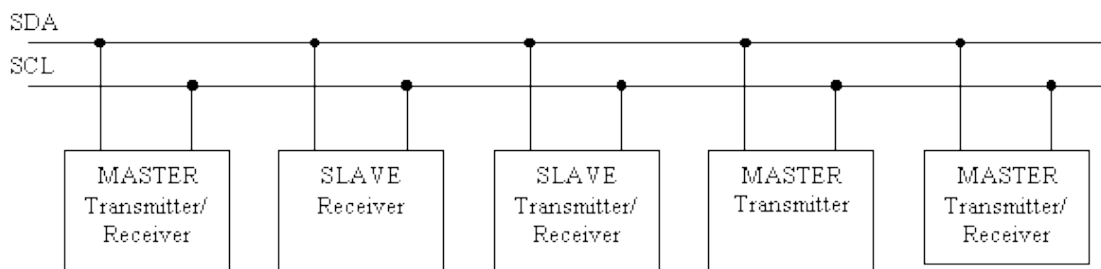 SDA
SCL
MASTER
Transmitter/
Receiver
SLAVE
Receiver
SLAVE
Transmitter/
Receiver
MASTER
Transmitter
MASTER
Transmitter/
Receiver